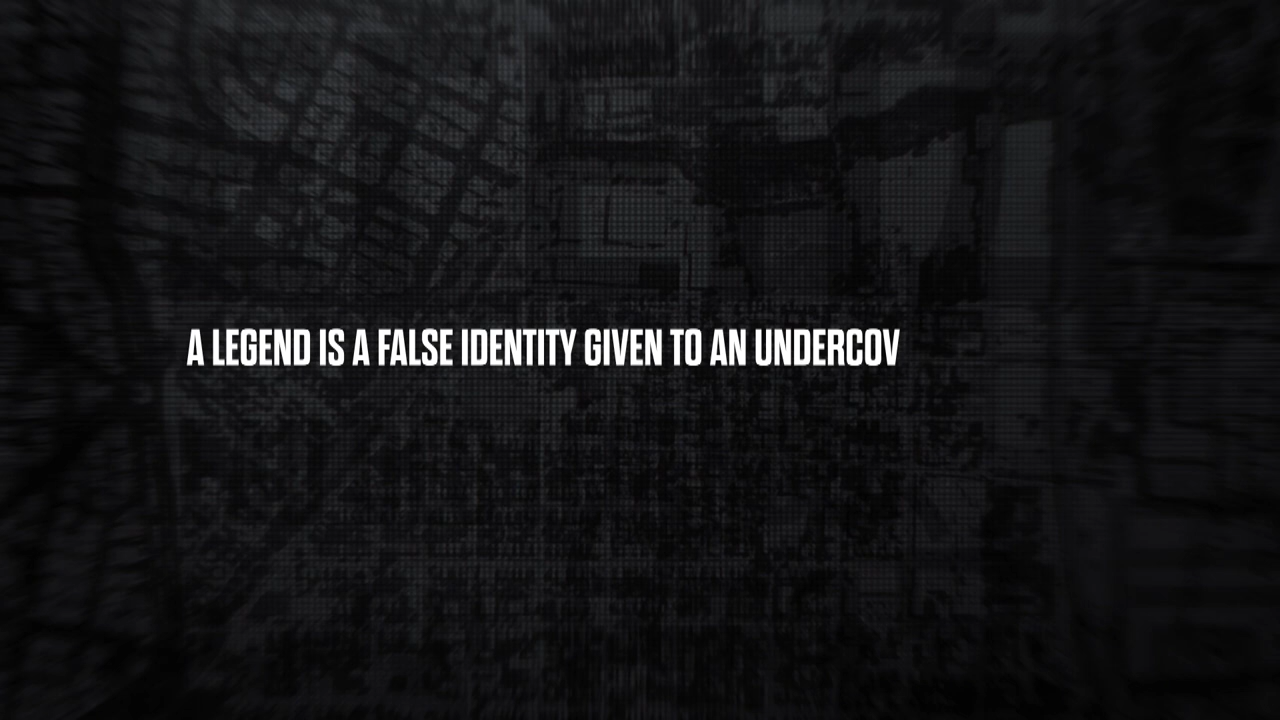 A LEGEND IS A FALSE IDENTITY GIVEN TO AN UNDERCOV